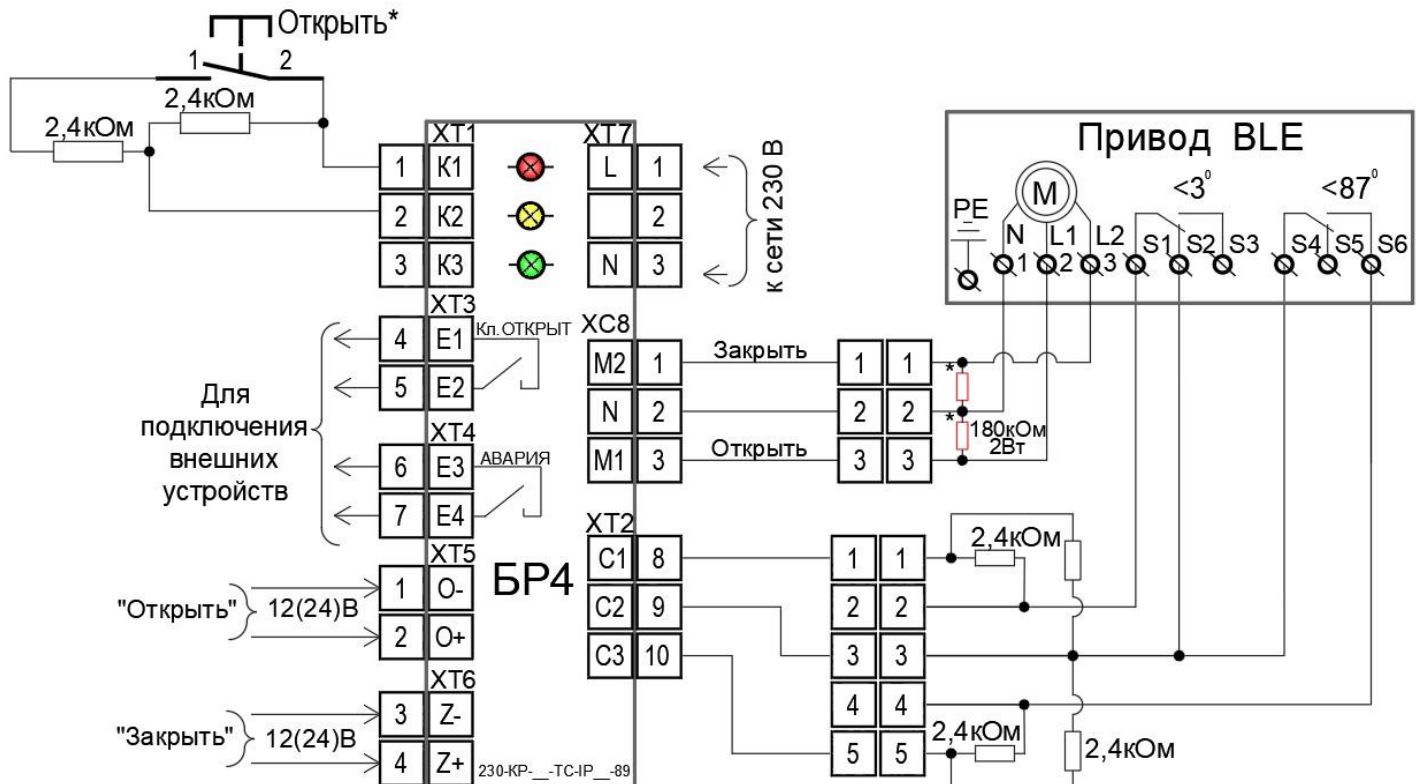 Открыть*
1 2
2,4кОм
2,4кОм
XT1
1 К1
2 К2
3 К3
XT7
L 1
2
N 3
к сети 230 В
XT3
4 E1
5 E2
Кл.ОТКРЫТ
XT4
6 E3
7 E4
АВАРИЯ
Для
подключения
внешних
устройств
XT5
1 O-
2 O+
"Открыть" 12(24)В
XT6
3 Z-
4 Z+
"Закрыть" 12(24)В
БР4
230-КР-__-ТС-IP__-89
XC8
M2 1
N 2
M1 3
Закрыть
Открыть
1 1
2 2
3 3
*
*
180кОм
2Вт
XT2
C1 8
C2 9
C3 10
1 1
2 2
3 3
4 4
5 5
2,4кОм
2,4кОм
2,4кОм
Привод BLE
M
<3⁰
<87⁰
PE
N L1 L2
1 2 3
S1 S2 S3
S4 S5 S6